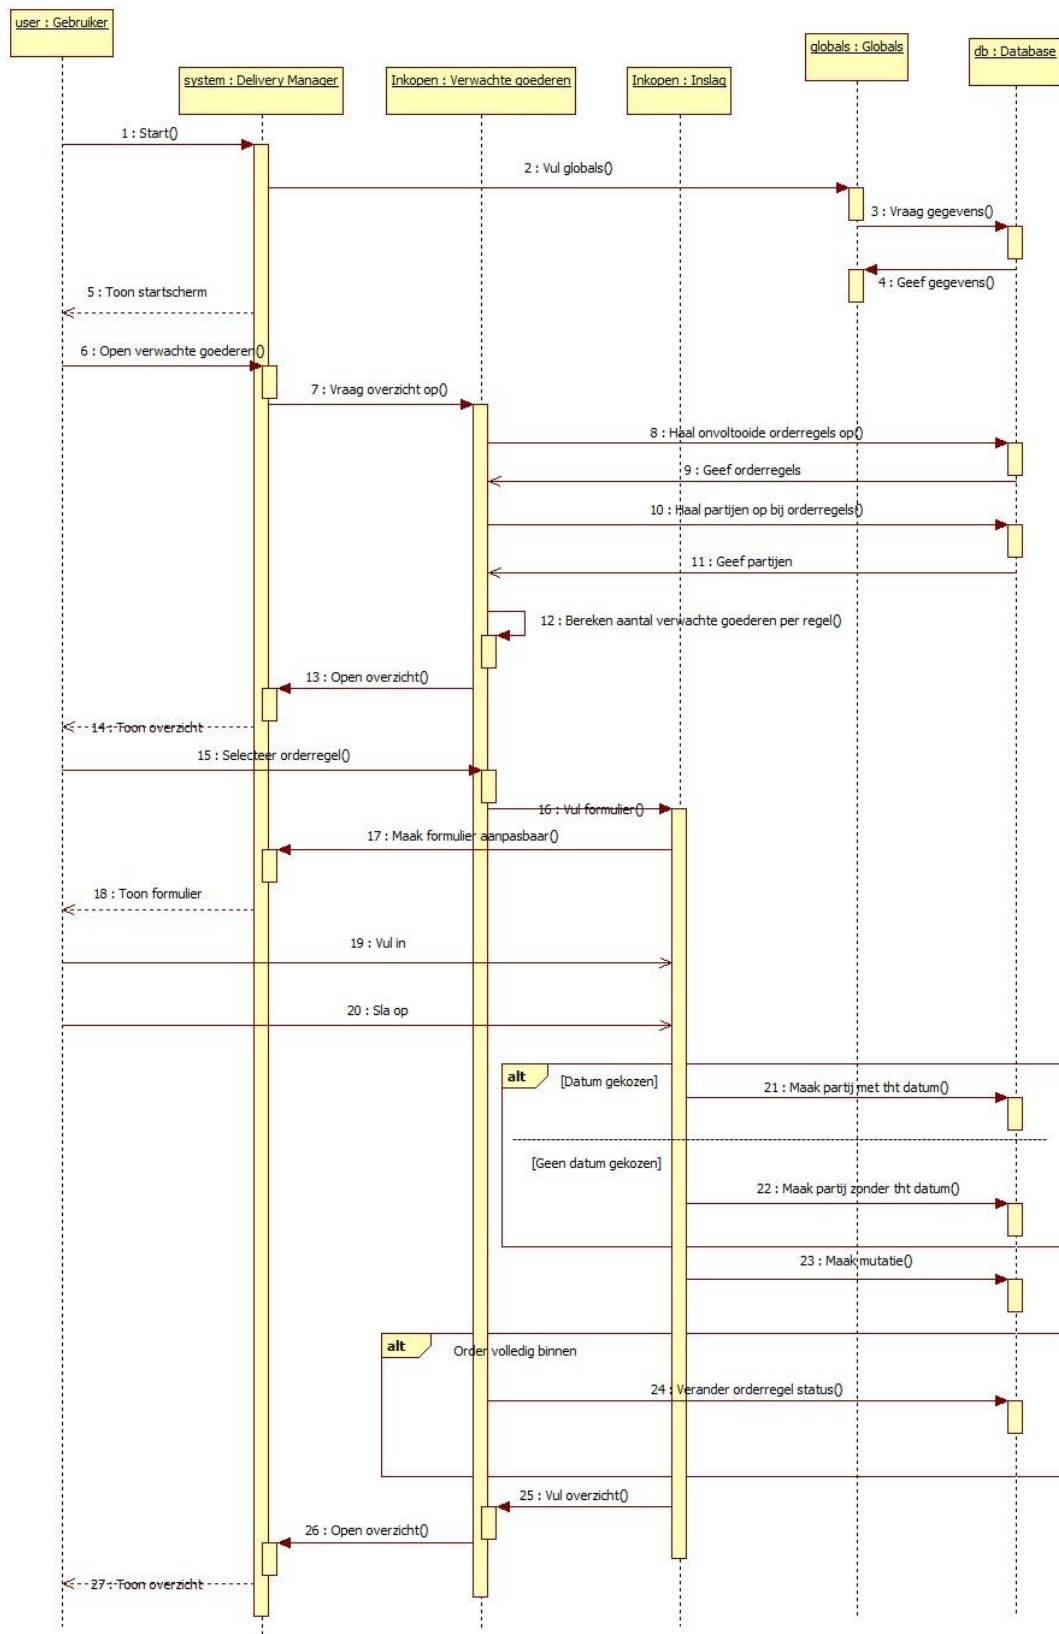 user : Gebruiker
system : Delivery Manager
Inkopen : Verwachte goederen
Inkopen : Inslag
globals : Globals
db : Database
1 : Start()
2 : Vul globals()
3 : Vraag gegevens()
4 : Geef gegevens()
5 : Toon startscherm
6 : Open verwachte goederen()
7 : Vraag overzicht op()
8 : Haal onvoltooide orderregels op()
9 : Geef orderregels
10 : Haal partijen op bij orderregels()
11 : Geef partijen
12 : Bereken aantal verwachte goederen per regel()
13 : Open overzicht()
14 : Toon overzicht
15 : Selecteer orderregel()
16 : Vul formulier()
17 : Maak formulier aanpasbaar()
18 : Toon formulier
19 : Vul in
20 : Sla op
alt
[Datum gekozen]
21 : Maak partij met tht datum()
[Geen datum gekozen]
22 : Maak partij zonder tht datum()
23 : Maak mutatie()
alt
Order volledig binnen
24 : Verander orderregel status()
25 : Vul overzicht()
26 : Open overzicht()
27 : Toon overzicht